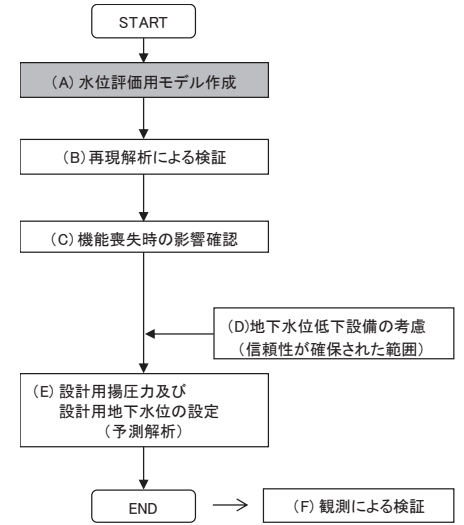 START
(A) 水位評価用モデル作成
(B) 再現解析による検証
(C) 機能喪失時の影響確認
(D)地下水位低下設備の考慮
(信頼性が確保された範囲)
(E) 設計用揚圧力及び
設計用地下水位の設定
(予測解析)
END
(F) 観測による検証